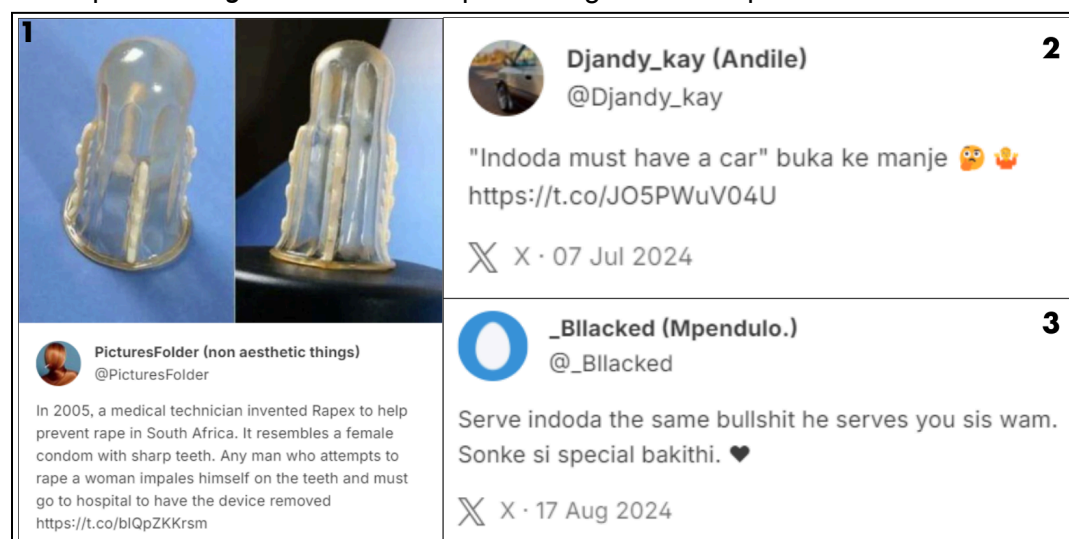 1
PicturesFolder (non aesthetic things)
@PicturesFolder
In 2005, a medical technician invented Rapex to help
prevent rape in South Africa. It resembles a female
condom with sharp teeth. Any man who attempts to
rape a woman impales himself on the teeth and must
go to hospital to have the device removed
https://t.co/blQpZKKrsm
2
Djandy_kay (Andile)
@Djandy_kay
"Indoda must have a car" buka ke manje 🤔 🤷
https://t.co/JO5PWuV04U
X · 07 Jul 2024
3
_Bllacked (Mpendulo.)
@_Bllacked
Serve indoda the same bullshit he serves you sis wam.
Sonke si special bakithi. ♥
X · 17 Aug 2024